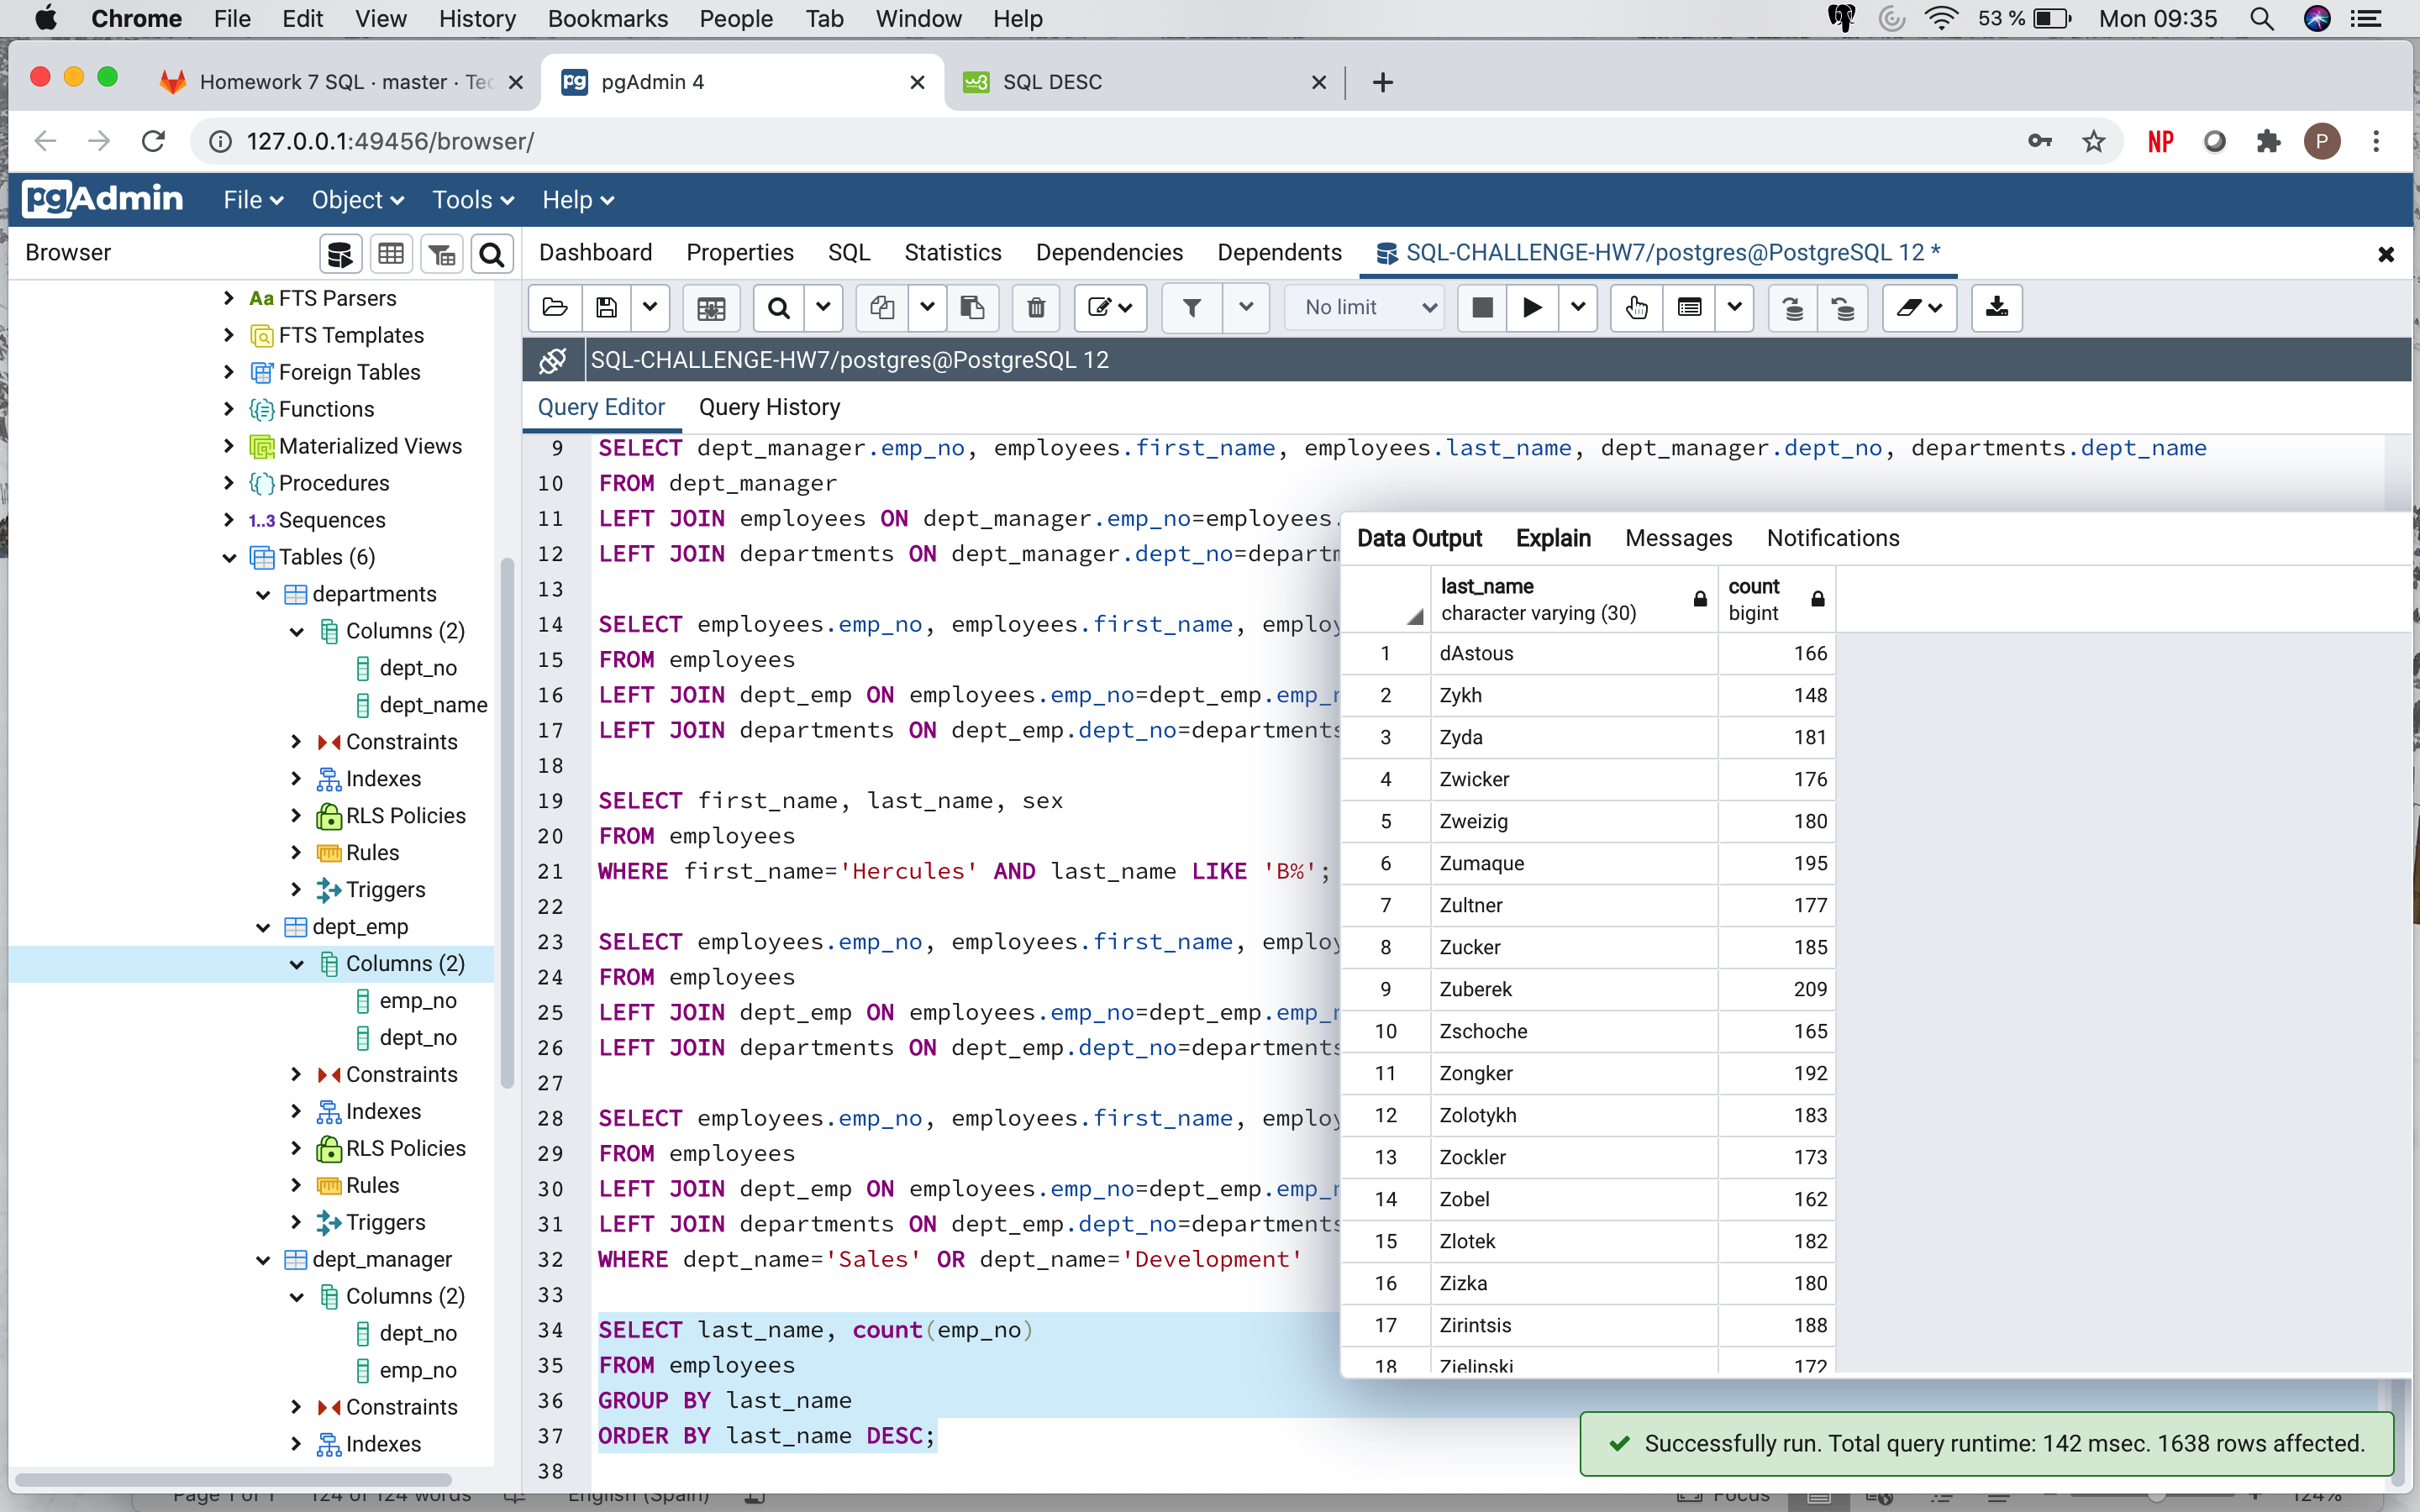 Chrome File Edit View History Bookmarks People Tab Window Help 53 % Mon 09:35
Homework 7 SQL · master · Tec
pgAdmin 4
SQL DESC
127.0.0.1:49456/browser/
NP
P
pgAdmin File Object Tools Help
Browser
Dashboard Properties SQL Statistics Dependencies Dependents SQL-CHALLENGE-HW7/postgres@PostgreSQL 12 *
No limit
SQL-CHALLENGE-HW7/postgres@PostgreSQL 12
Query Editor Query History
Aa FTS Parsers
FTS Templates
Foreign Tables
Functions
Materialized Views
Procedures
1..3 Sequences
Tables (6)
departments
Columns (2)
dept_no
dept_name
Constraints
Indexes
RLS Policies
Rules
Triggers
dept_emp
Columns (2)
emp_no
dept_no
Constraints
Indexes
RLS Policies
Rules
Triggers
dept_manager
Columns (2)
dept_no
emp_no
Constraints
Indexes
9 SELECT dept_manager.emp_no, employees.first_name, employees.last_name, dept_manager.dept_no, departments.dept_name
10 FROM dept_manager
11 LEFT JOIN employees ON dept_manager.emp_no=employees.
12 LEFT JOIN departments ON dept_manager.dept_no=departm
13
14 SELECT employees.emp_no, employees.first_name, employ
15 FROM employees
16 LEFT JOIN dept_emp ON employees.emp_no=dept_emp.emp_n
17 LEFT JOIN departments ON dept_emp.dept_no=departments
18
19 SELECT first_name, last_name, sex
20 FROM employees
21 WHERE first_name='Hercules' AND last_name LIKE 'B%';
22
23 SELECT employees.emp_no, employees.first_name, employ
24 FROM employees
25 LEFT JOIN dept_emp ON employees.emp_no=dept_emp.emp_n
26 LEFT JOIN departments ON dept_emp.dept_no=departments
27
28 SELECT employees.emp_no, employees.first_name, employ
29 FROM employees
30 LEFT JOIN dept_emp ON employees.emp_no=dept_emp.emp_n
31 LEFT JOIN departments ON dept_emp.dept_no=departments
32 WHERE dept_name='Sales' OR dept_name='Development'
33
34 SELECT last_name, count(emp_no)
35 FROM employees
36 GROUP BY last_name
37 ORDER BY last_name DESC;
38
Data Output Explain Messages Notifications
last_name count
character varying (30) bigint
1 dAstous 166
2 Zykh 148
3 Zyda 181
4 Zwicker 176
5 Zweizig 180
6 Zumaque 195
7 Zultner 177
8 Zucker 185
9 Zuberek 209
10 Zschoche 165
11 Zongker 192
12 Zolotykh 183
13 Zockler 173
14 Zobel 162
15 Zlotek 182
16 Zizka 180
17 Zirintsis 188
18 Zielinski 172
Successfully run. Total query runtime: 142 msec. 1638 rows affected.
Page 1 of 1 124 of 124 words English (Spain) Focus 124%